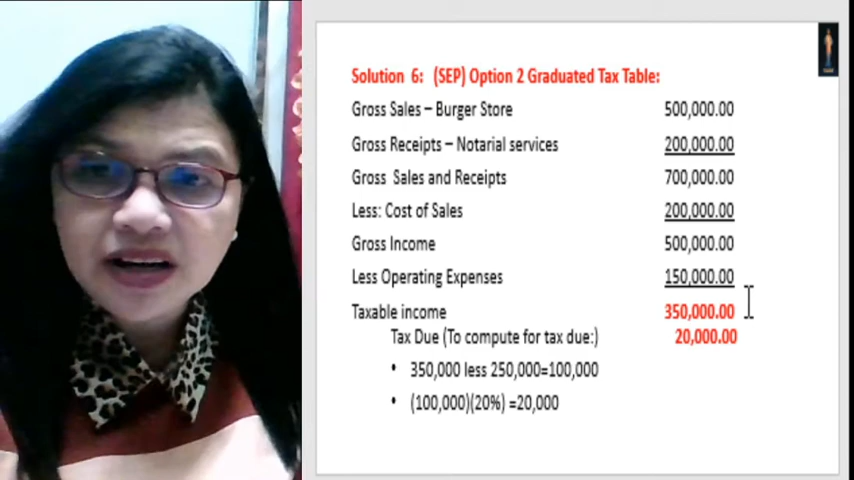 Solution 6: (SEP) Option 2 Graduated Tax Table:
Gross Sales – Burger Store 500,000.00
Gross Receipts – Notarial services 200,000.00
Gross Sales and Receipts 700,000.00
Less: Cost of Sales 200,000.00
Gross Income 500,000.00
Less Operating Expenses 150,000.00
Taxable income 350,000.00
Tax Due (To compute for tax due:) 20,000.00
• 350,000 less 250,000=100,000
• (100,000)(20%) =20,000